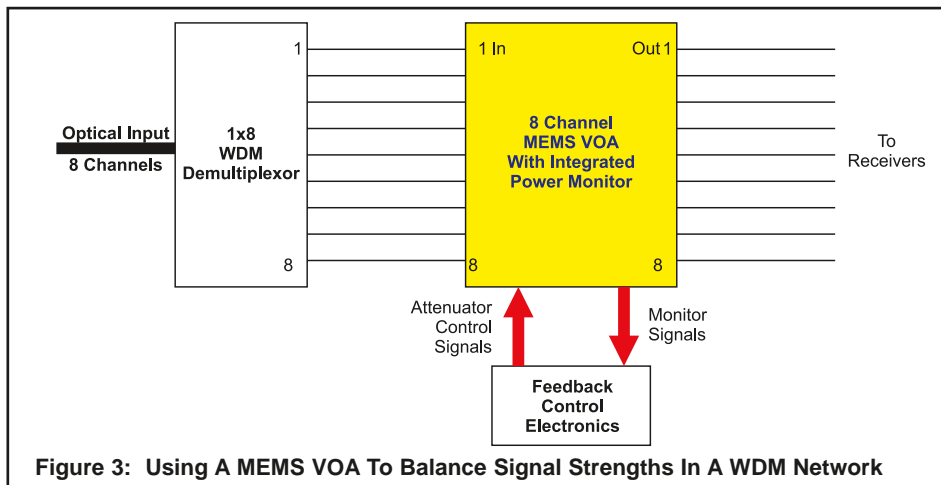 1
1 In
Out 1
Optical Input
8 Channels
1x8
WDM
Demultiplexor
8 Channel
MEMS VOA
With Integrated
Power Monitor
To
Receivers
8
8
8
Attenuator
Control
Signals
Monitor
Signals
Feedback
Control
Electronics
Figure 3: Using A MEMS VOA To Balance Signal Strengths In A WDM Network